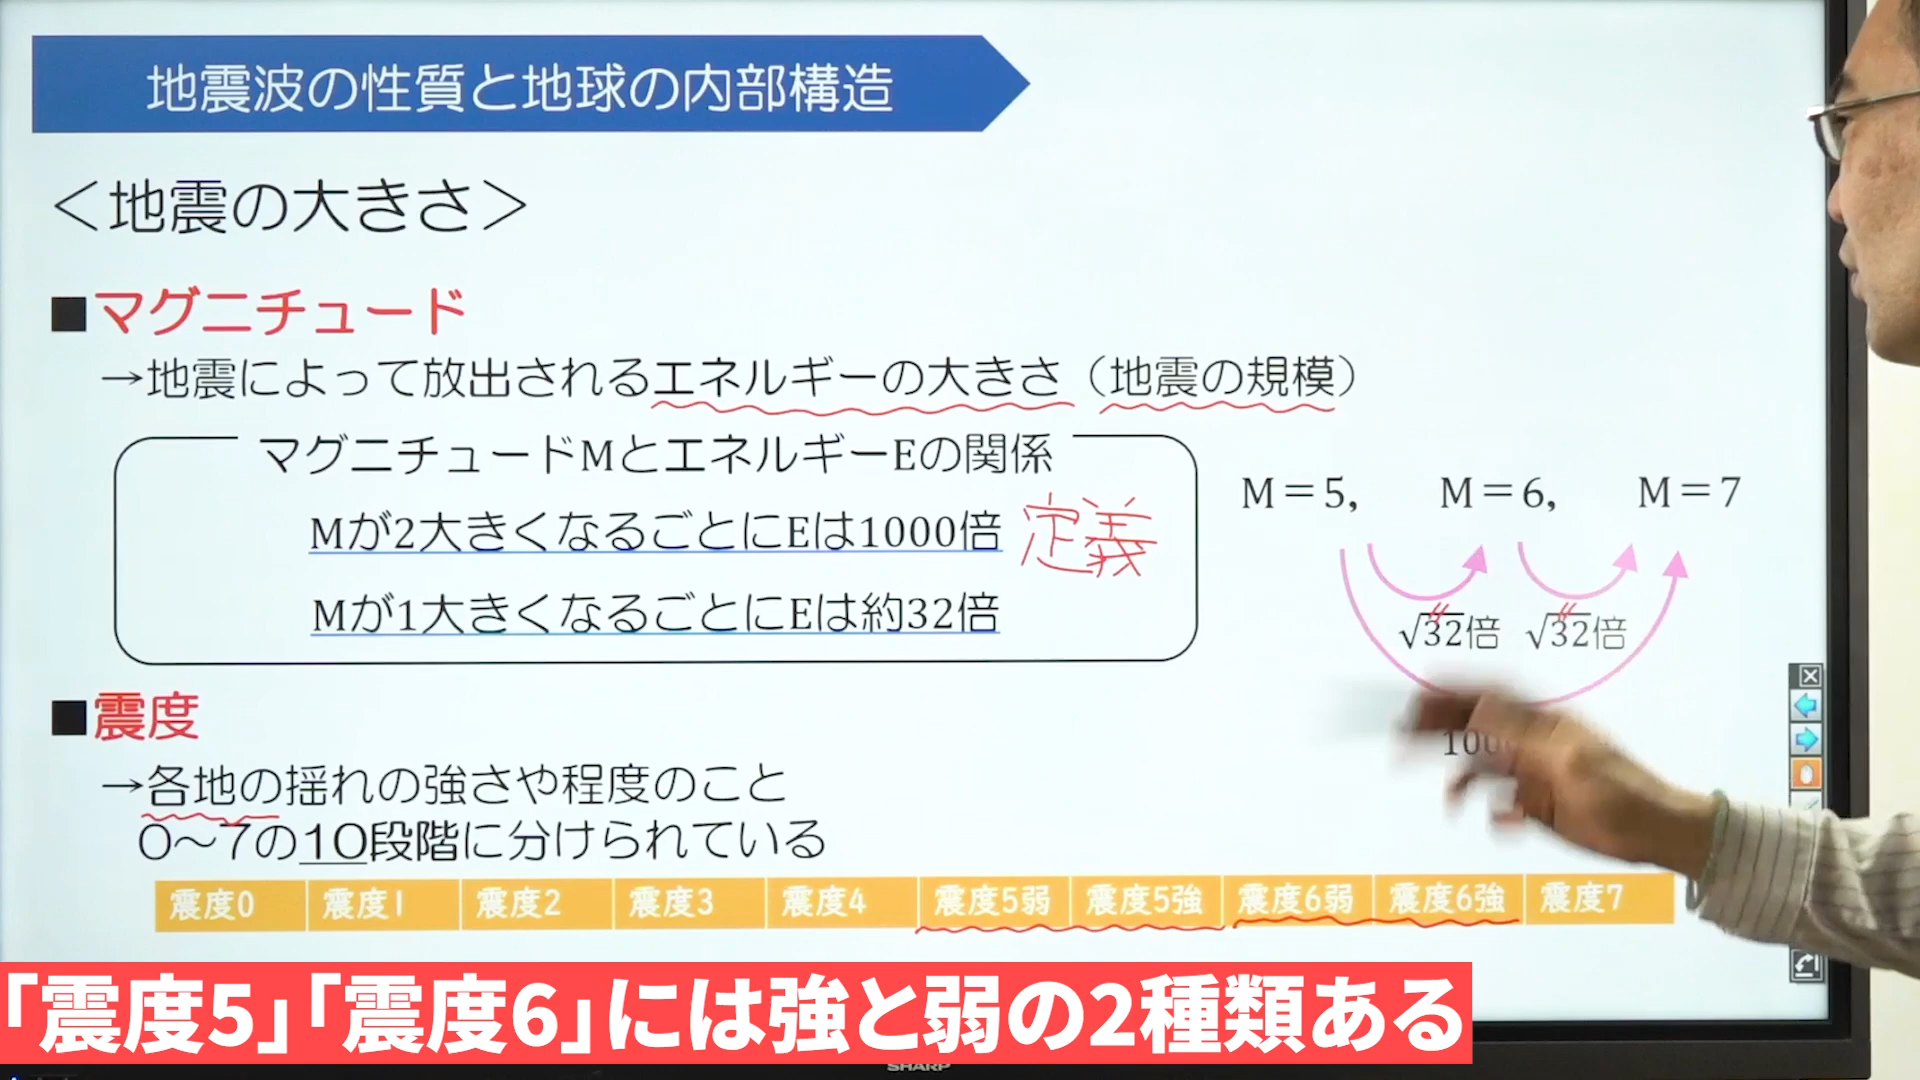 地震波の性質と地球の内部構造
＜地震の大きさ＞
■マグニチュード
→地震によって放出されるエネルギーの大きさ（地震の規模）
マグニチュードMとエネルギーEの関係
Mが2大きくなるごとにEは1000倍 定義
Mが1大きくなるごとにEは約32倍
M＝5, M＝6, M＝7
√32倍 √32倍
■震度
→各地の揺れの強さや程度のこと
0〜7の10段階に分けられている
震度0 震度1 震度2 震度3 震度4 震度5弱 震度5強 震度6弱 震度6強 震度7
「震度5」「震度6」には強と弱の2種類ある
SHARP